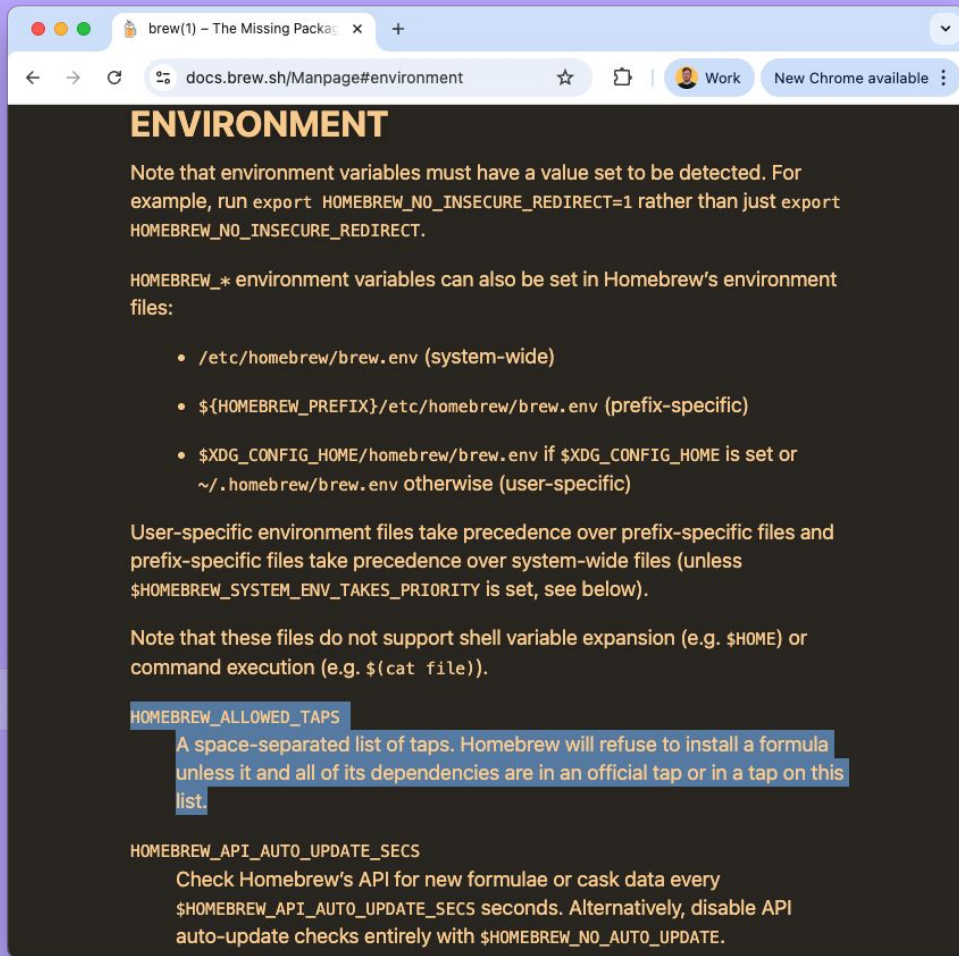 brew(1) – The Missing Packag
docs.brew.sh/Manpage#environment
Work
New Chrome available
ENVIRONMENT
Note that environment variables must have a value set to be detected. For
example, run export HOMEBREW_NO_INSECURE_REDIRECT=1 rather than just export
HOMEBREW_NO_INSECURE_REDIRECT.
HOMEBREW_* environment variables can also be set in Homebrew’s environment
files:
• /etc/homebrew/brew.env (system-wide)
• ${HOMEBREW_PREFIX}/etc/homebrew/brew.env (prefix-specific)
• $XDG_CONFIG_HOME/homebrew/brew.env if $XDG_CONFIG_HOME is set or
~/.homebrew/brew.env otherwise (user-specific)
User-specific environment files take precedence over prefix-specific files and
prefix-specific files take precedence over system-wide files (unless
$HOMEBREW_SYSTEM_ENV_TAKES_PRIORITY is set, see below).
Note that these files do not support shell variable expansion (e.g. $HOME) or
command execution (e.g. $(cat file)).
HOMEBREW_ALLOWED_TAPS
A space-separated list of taps. Homebrew will refuse to install a formula
unless it and all of its dependencies are in an official tap or in a tap on this
list.
HOMEBREW_API_AUTO_UPDATE_SECS
Check Homebrew’s API for new formulae or cask data every
$HOMEBREW_API_AUTO_UPDATE_SECS seconds. Alternatively, disable API
auto-update checks entirely with $HOMEBREW_NO_AUTO_UPDATE.